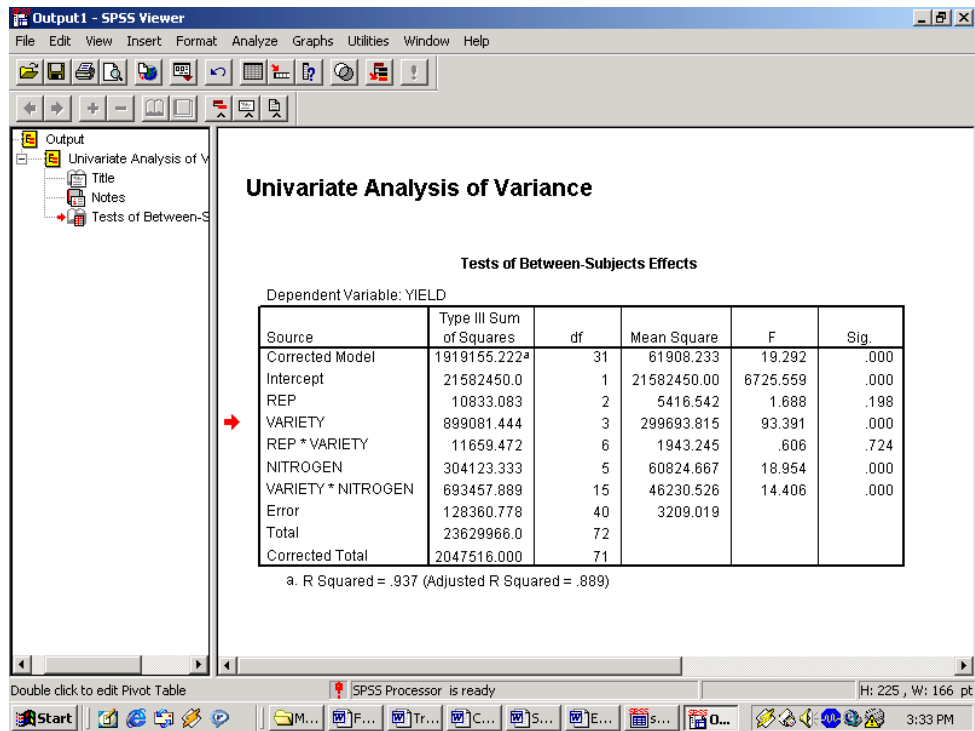 Output1 - SPSS Viewer
File Edit View Insert Format Analyze Graphs Utilities Window Help
Output
Univariate Analysis of V
Title
Notes
Tests of Between-S
Univariate Analysis of Variance
Tests of Between-Subjects Effects
Dependent Variable: YIELD
Source Type III Sum of Squares df Mean Square F Sig.
Corrected Model 1919155.222a 31 61908.233 19.292 .000
Intercept 21582450.0 1 21582450.00 6725.559 .000
REP 10833.083 2 5416.542 1.688 .198
VARIETY 899081.444 3 299693.815 93.391 .000
REP * VARIETY 11659.472 6 1943.245 .606 .724
NITROGEN 304123.333 5 60824.667 18.954 .000
VARIETY * NITROGEN 693457.889 15 46230.526 14.406 .000
Error 128360.778 40 3209.019
Total 23629966.0 72
Corrected Total 2047516.000 71
a. R Squared = .937 (Adjusted R Squared = .889)
Double click to edit Pivot Table SPSS Processor is ready H: 225 , W: 166 pt
Start M... F... Tr... C... S... E... s... O... 3:33 PM